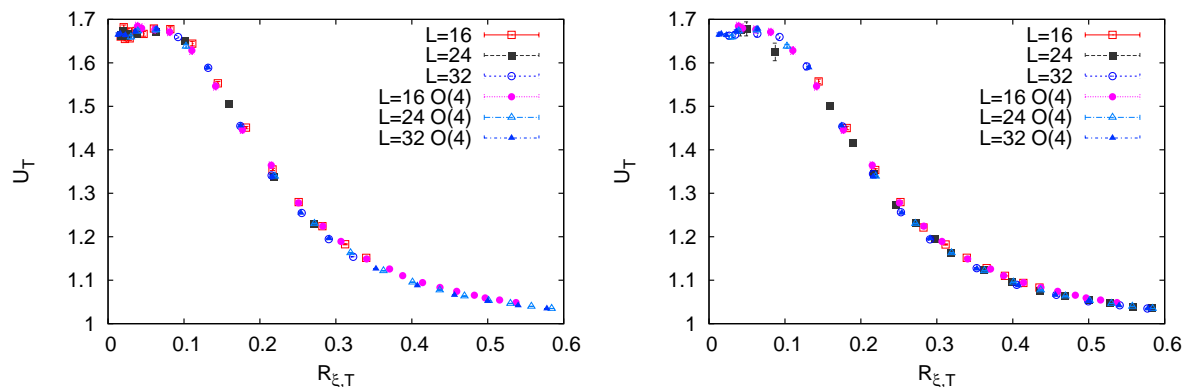 1.7
1.6
1.5
1.4
1.3
1.2
1.1
1
U_T
0
0.1
0.2
0.3
0.4
0.5
0.6
R_{ξ,T}
L=16
L=24
L=32
L=16 O(4)
L=24 O(4)
L=32 O(4)
1.7
1.6
1.5
1.4
1.3
1.2
1.1
1
U_T
0
0.1
0.2
0.3
0.4
0.5
0.6
R_{ξ,T}
L=16
L=24
L=32
L=16 O(4)
L=24 O(4)
L=32 O(4)